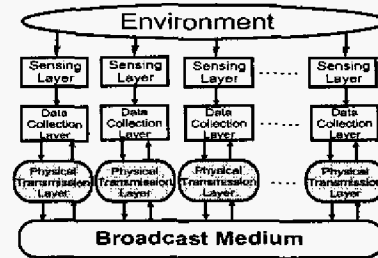 Environment
Sensing Layer Sensing Layer Sensing Layer Sensing Layer
Data Collection Layer Data Collection Layer Data Collection Layer Data Collection Layer
Physical Transmission Layer Physical Transmission Layer Physical Transmission Layer Physical Transmission Layer
Broadcast Medium